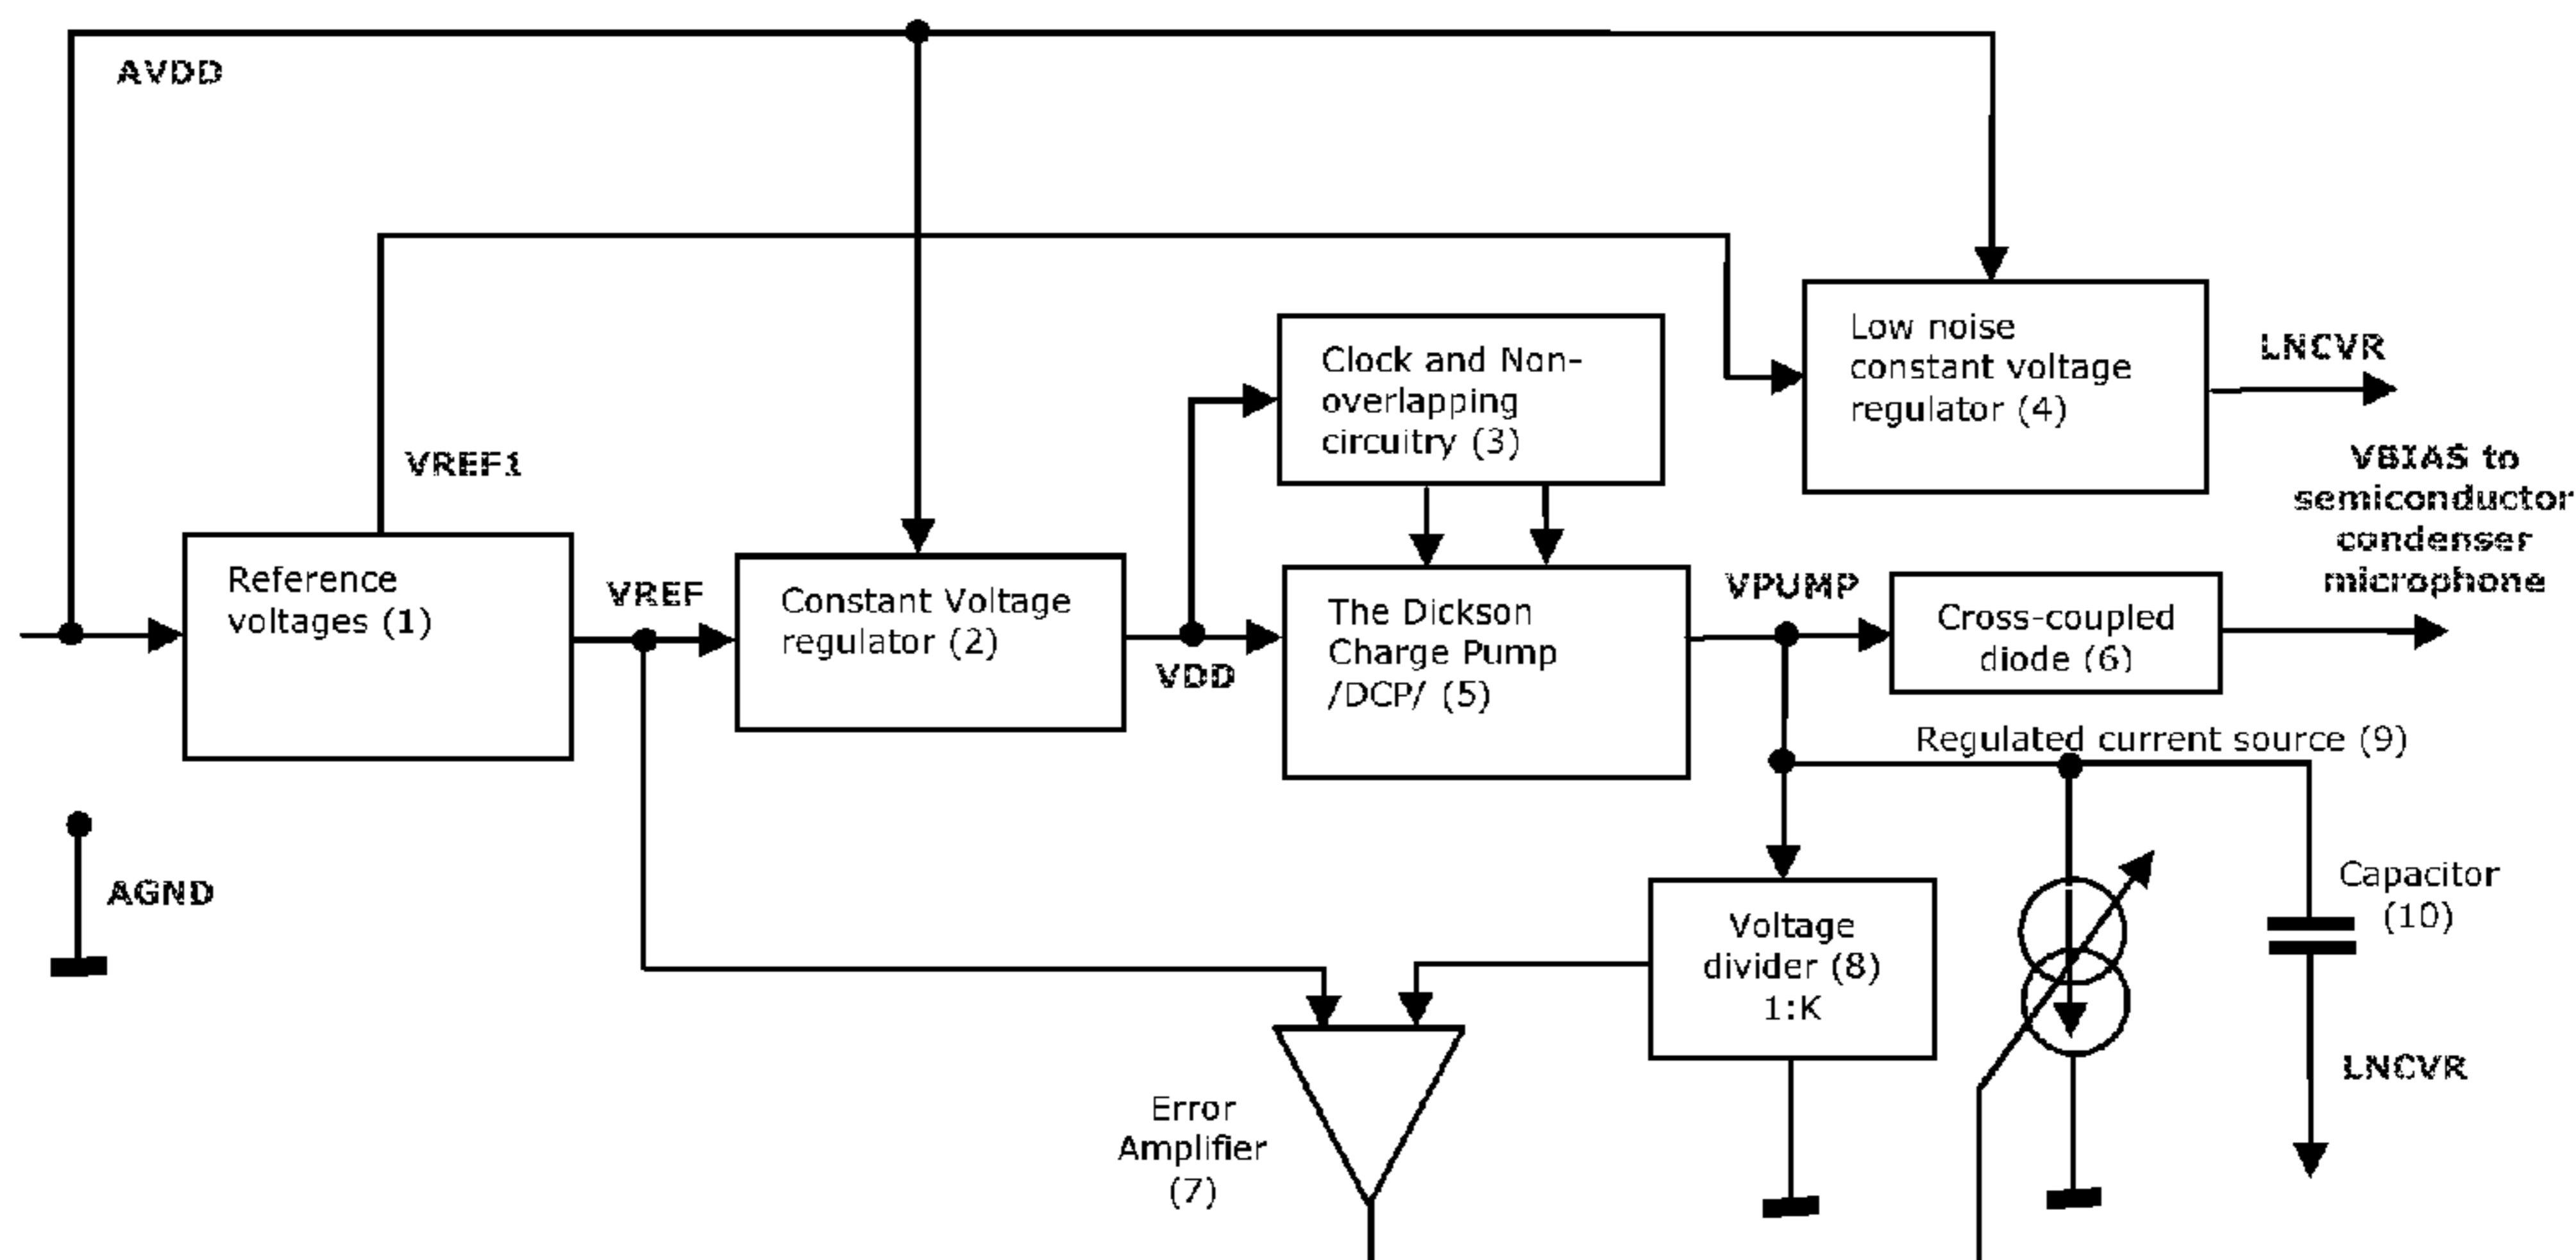 AVDD
VREF1
Reference
voltages (1)
VREF
Constant Voltage
regulator (2)
VDD
Clock and Non-
overlapping
circuitry (3)
The Dickson
Charge Pump
/DCP/ (5)
Low noise
constant voltage
regulator (4)
LNCVR
VBIAS to
semiconductor
condenser
microphone
VPUMP
Cross-coupled
diode (6)
Regulated current source (9)
AGND
Voltage
divider (8)
1:K
Capacitor
(10)
LNCVR
Error
Amplifier
(7)